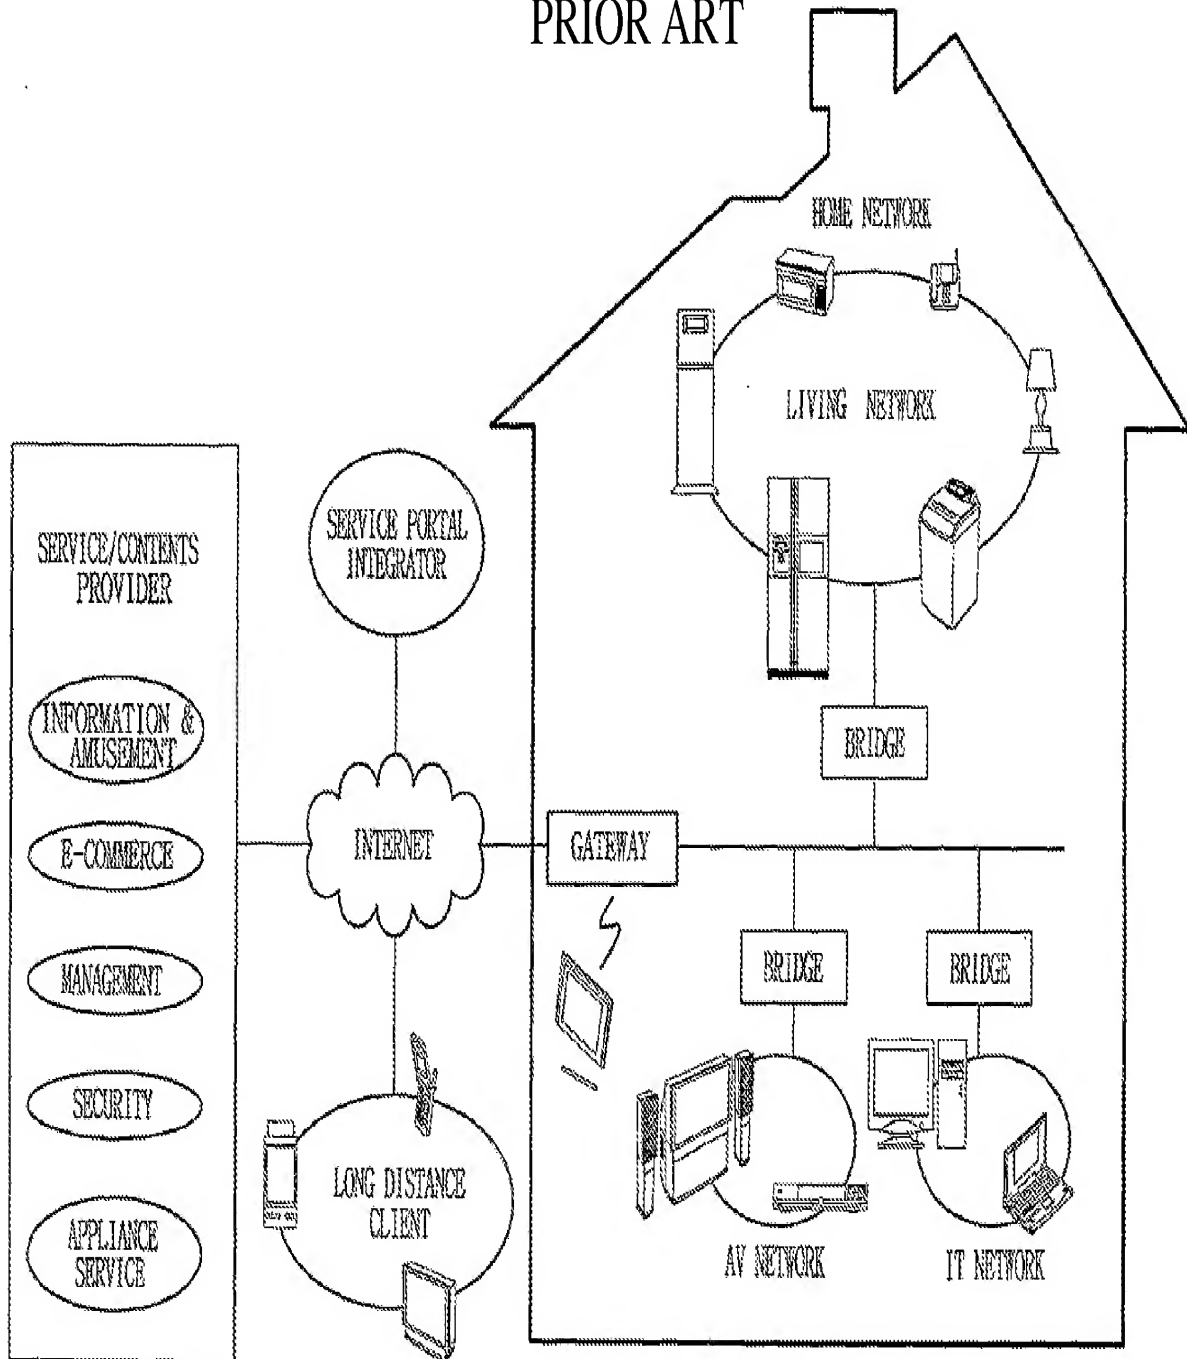 PRIOR ART
HOME NETWORK
LIVING NETWORK
SERVICE/CONTENTS
PROVIDER
INFORMATION &
AMUSEMENT
E-COMMERCE
MANAGEMENT
SECURITY
APPLIANCE
SERVICE
SERVICE PORTAL
INTEGRATOR
INTERNET
LONG DISTANCE
CLIENT
GATEWAY
BRIDGE
BRIDGE
BRIDGE
AV NETWORK
IT NETWORK